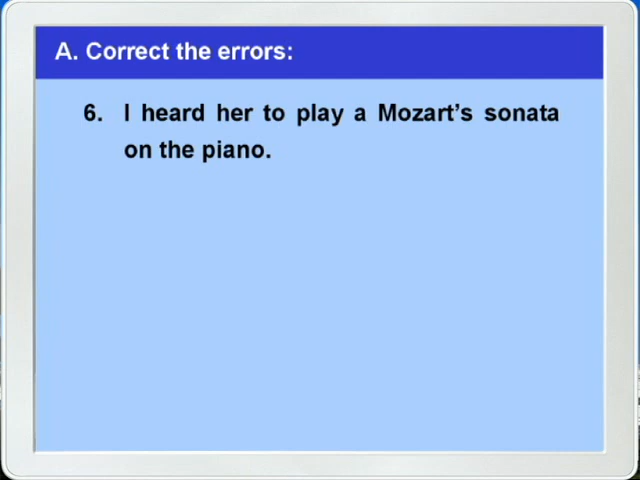 A. Correct the errors:
6. I heard her to play a Mozart's sonata
on the piano.